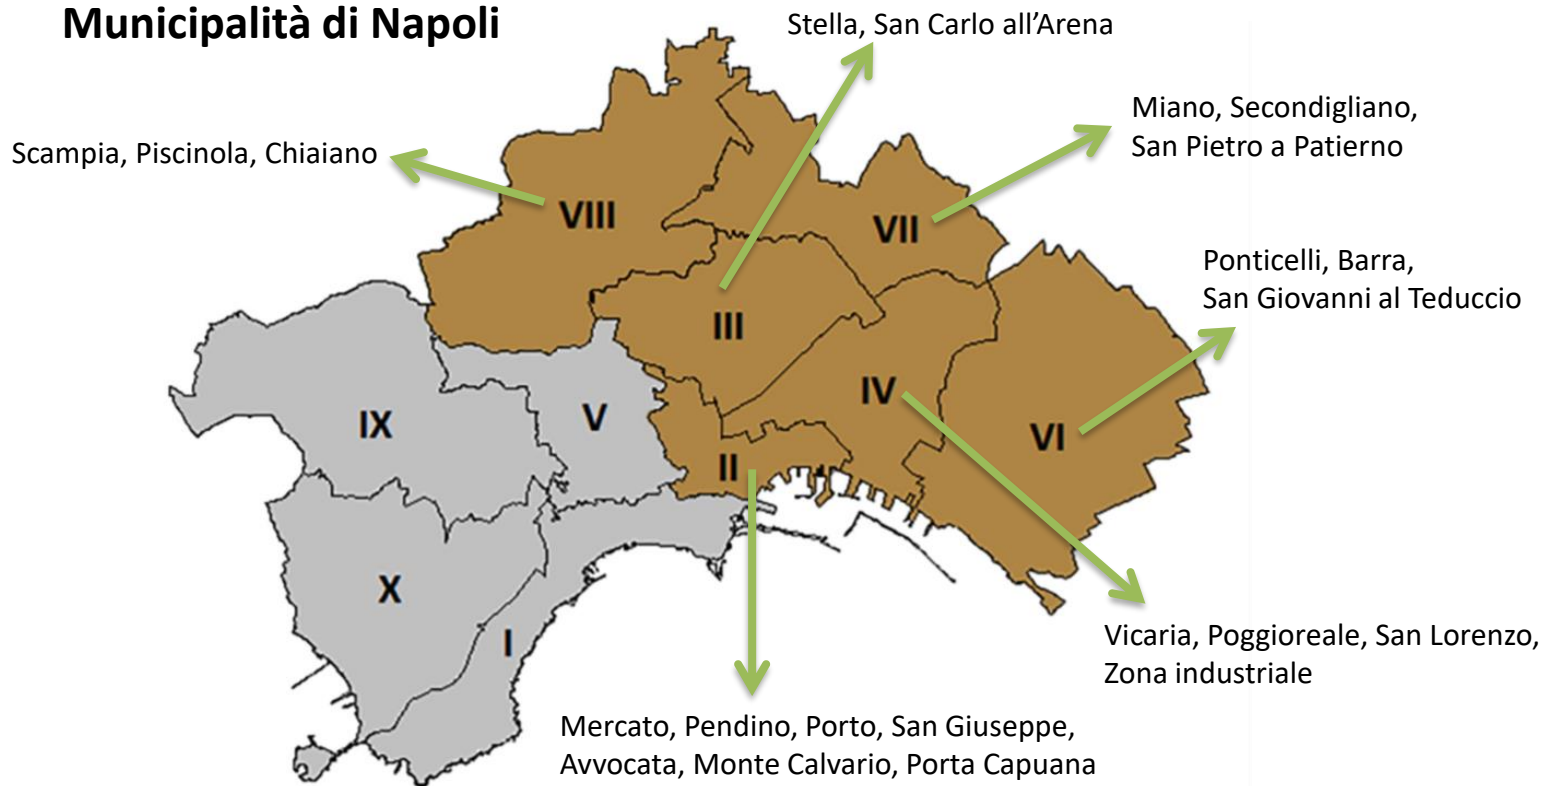 Municipalità di Napoli
Stella, San Carlo all'Arena
Miano, Secondigliano,
San Pietro a Patierno
Scampia, Piscinola, Chiaiano
VIII
VII
Ponticelli, Barra,
San Giovanni al Teduccio
III
IV
IX
V
VI
II
X
I
Vicaria, Poggioreale, San Lorenzo,
Zona industriale
Mercato, Pendino, Porto, San Giuseppe,
Avvocata, Monte Calvario, Porta Capuana